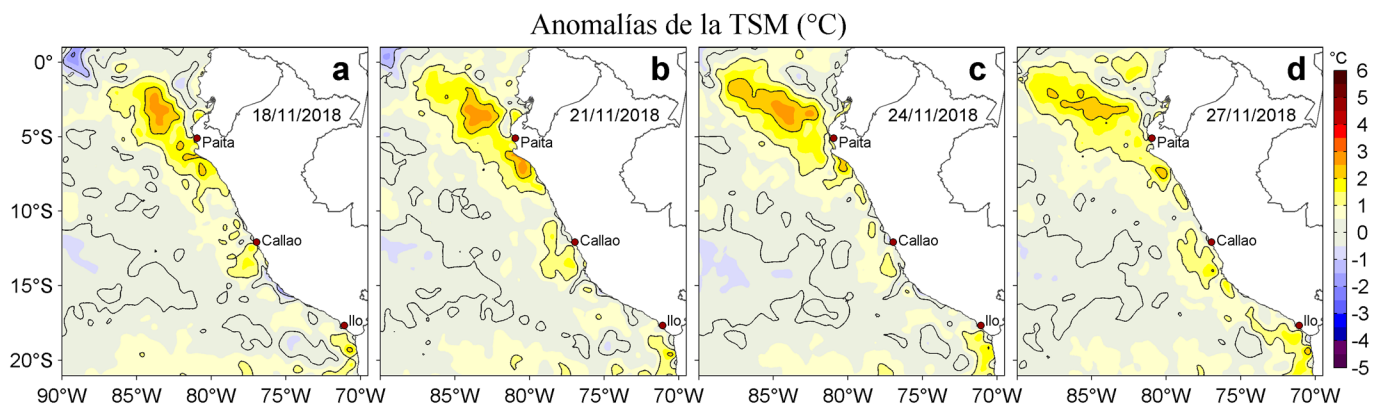 Anomalías de la TSM (°C)
a
18/11/2018
Paita
Callao
Ilo
b
21/11/2018
Paita
Callao
Ilo
c
24/11/2018
Paita
Callao
Ilo
d
27/11/2018
Paita
Callao
Ilo
0°
5°S
10°S
15°S
20°S
90°W 85°W 80°W 75°W 70°W
85°W 80°W 75°W 70°W
85°W 80°W 75°W 70°W
85°W 80°W 75°W 70°W
°C
6
5
4
3
2
1
0
-1
-2
-3
-4
-5